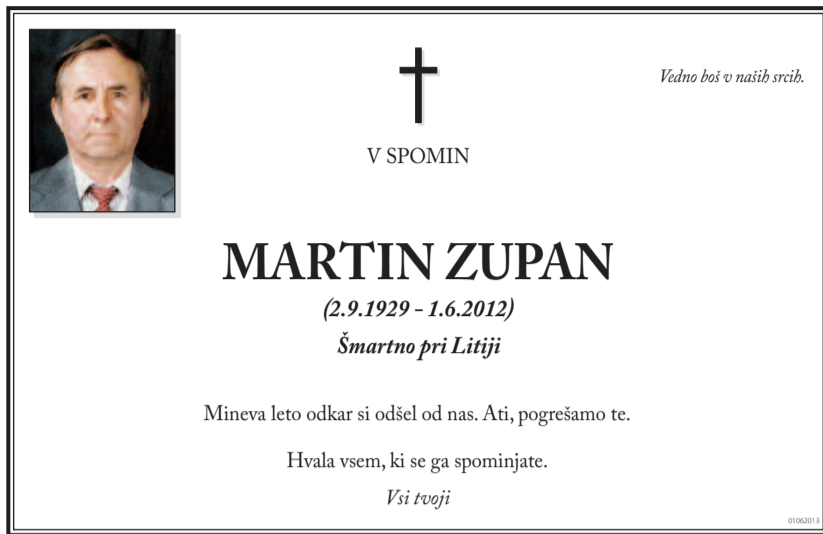 Vedno boš v naših srcih.
V SPOMIN
MARTIN ZUPAN
(2.9.1929 - 1.6.2012)
Šmartno pri Litiji
Mineva leto odkar si odšel od nas. Ati, pogrešamo te.
Hvala vsem, ki se ga spominjate.
Vsi tvoji
01062013